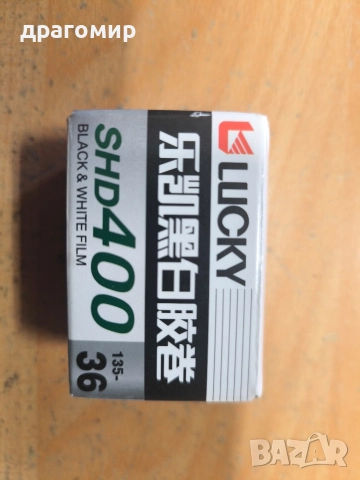 драгомир
LUCKY
乐凯黑白胶卷
SHD400
BLACK & WHITE FILM
135-
36
BAZAR